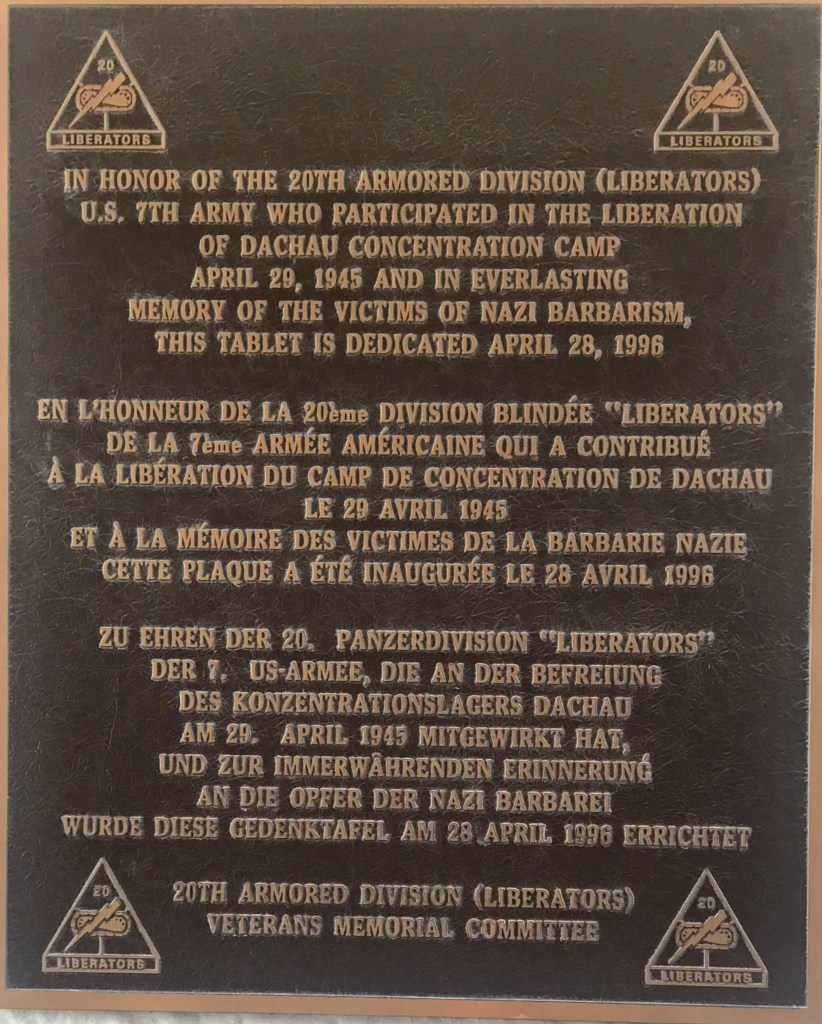 20
LIBERATORS
20
LIBERATORS
IN HONOR OF THE 20TH ARMORED DIVISION (LIBERATORS)
U.S. 7TH ARMY WHO PARTICIPATED IN THE LIBERATION
OF DACHAU CONCENTRATION CAMP
APRIL 29, 1945 AND IN EVERLASTING
MEMORY OF THE VICTIMS OF NAZI BARBARISM,
THIS TABLET IS DEDICATED APRIL 28, 1996
EN L'HONNEUR DE LA 20ème DIVISION BLINDÉE "LIBERATORS"
DE LA 7ème ARMÉE AMÉRICAINE QUI A CONTRIBUÉ
À LA LIBÉRATION DU CAMP DE CONCENTRATION DE DACHAU
LE 29 AVRIL 1945
ET À LA MÉMOIRE DES VICTIMES DE LA BARBARIE NAZIE
CETTE PLAQUE A ÉTÉ INAUGURÉE LE 28 AVRIL 1996
ZU EHREN DER 20. PANZERDIVISION "LIBERATORS"
DER 7. US-ARMEE, DIE AN DER BEFREIUNG
DES KONZENTRATIONSLAGERS DACHAU
AM 29. APRIL 1945 MITGEWIRKT HAT,
UND ZUR IMMERWÄHRENDEN ERINNERUNG
AN DIE OPFER DER NAZI BARBAREI
WURDE DIESE GEDENKTAFEL AM 28 APRIL 1996 ERRICHTET
20TH ARMORED DIVISION (LIBERATORS)
VETERANS MEMORIAL COMMITTEE
20
LIBERATORS
20
LIBERATORS